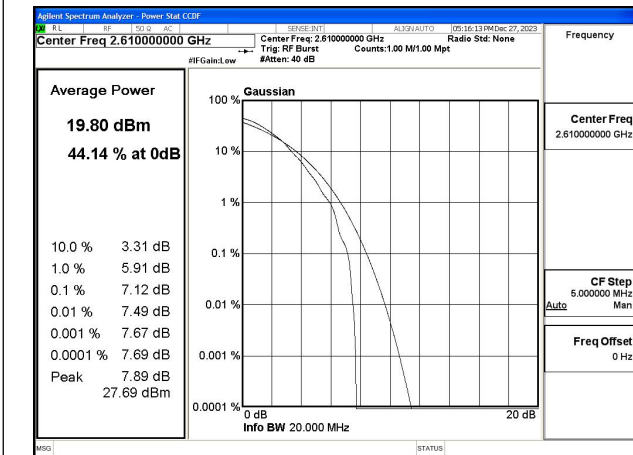 Agilent Spectrum Analyzer - Power Stat CCDF
RL RF 50 Ω AC SENSE:INT ALIGN AUTO 05:16:13 PM Dec 27, 2023
Center Freq 2.610000000 GHz
Center Freq: 2.610000000 GHz Radio Std: None
Trig: RF Burst Counts:1.00 M/1.00 Mpt
#IFGain:Low #Atten: 40 dB
Frequency
Average Power
19.80 dBm
44.14 % at 0dB
10.0 % 3.31 dB
1.0 % 5.91 dB
0.1 % 7.12 dB
0.01 % 7.49 dB
0.001 % 7.67 dB
0.0001 % 7.69 dB
Peak 7.89 dB
27.69 dBm
Gaussian
100 %
10 %
1 %
0.1 %
0.01 %
0.001 %
0.0001 %
0 dB 20 dB
Info BW 20.000 MHz
Center Freq
2.610000000 GHz
CF Step
5.000000 MHz
Auto Man
Freq Offset
0 Hz
MSG STATUS